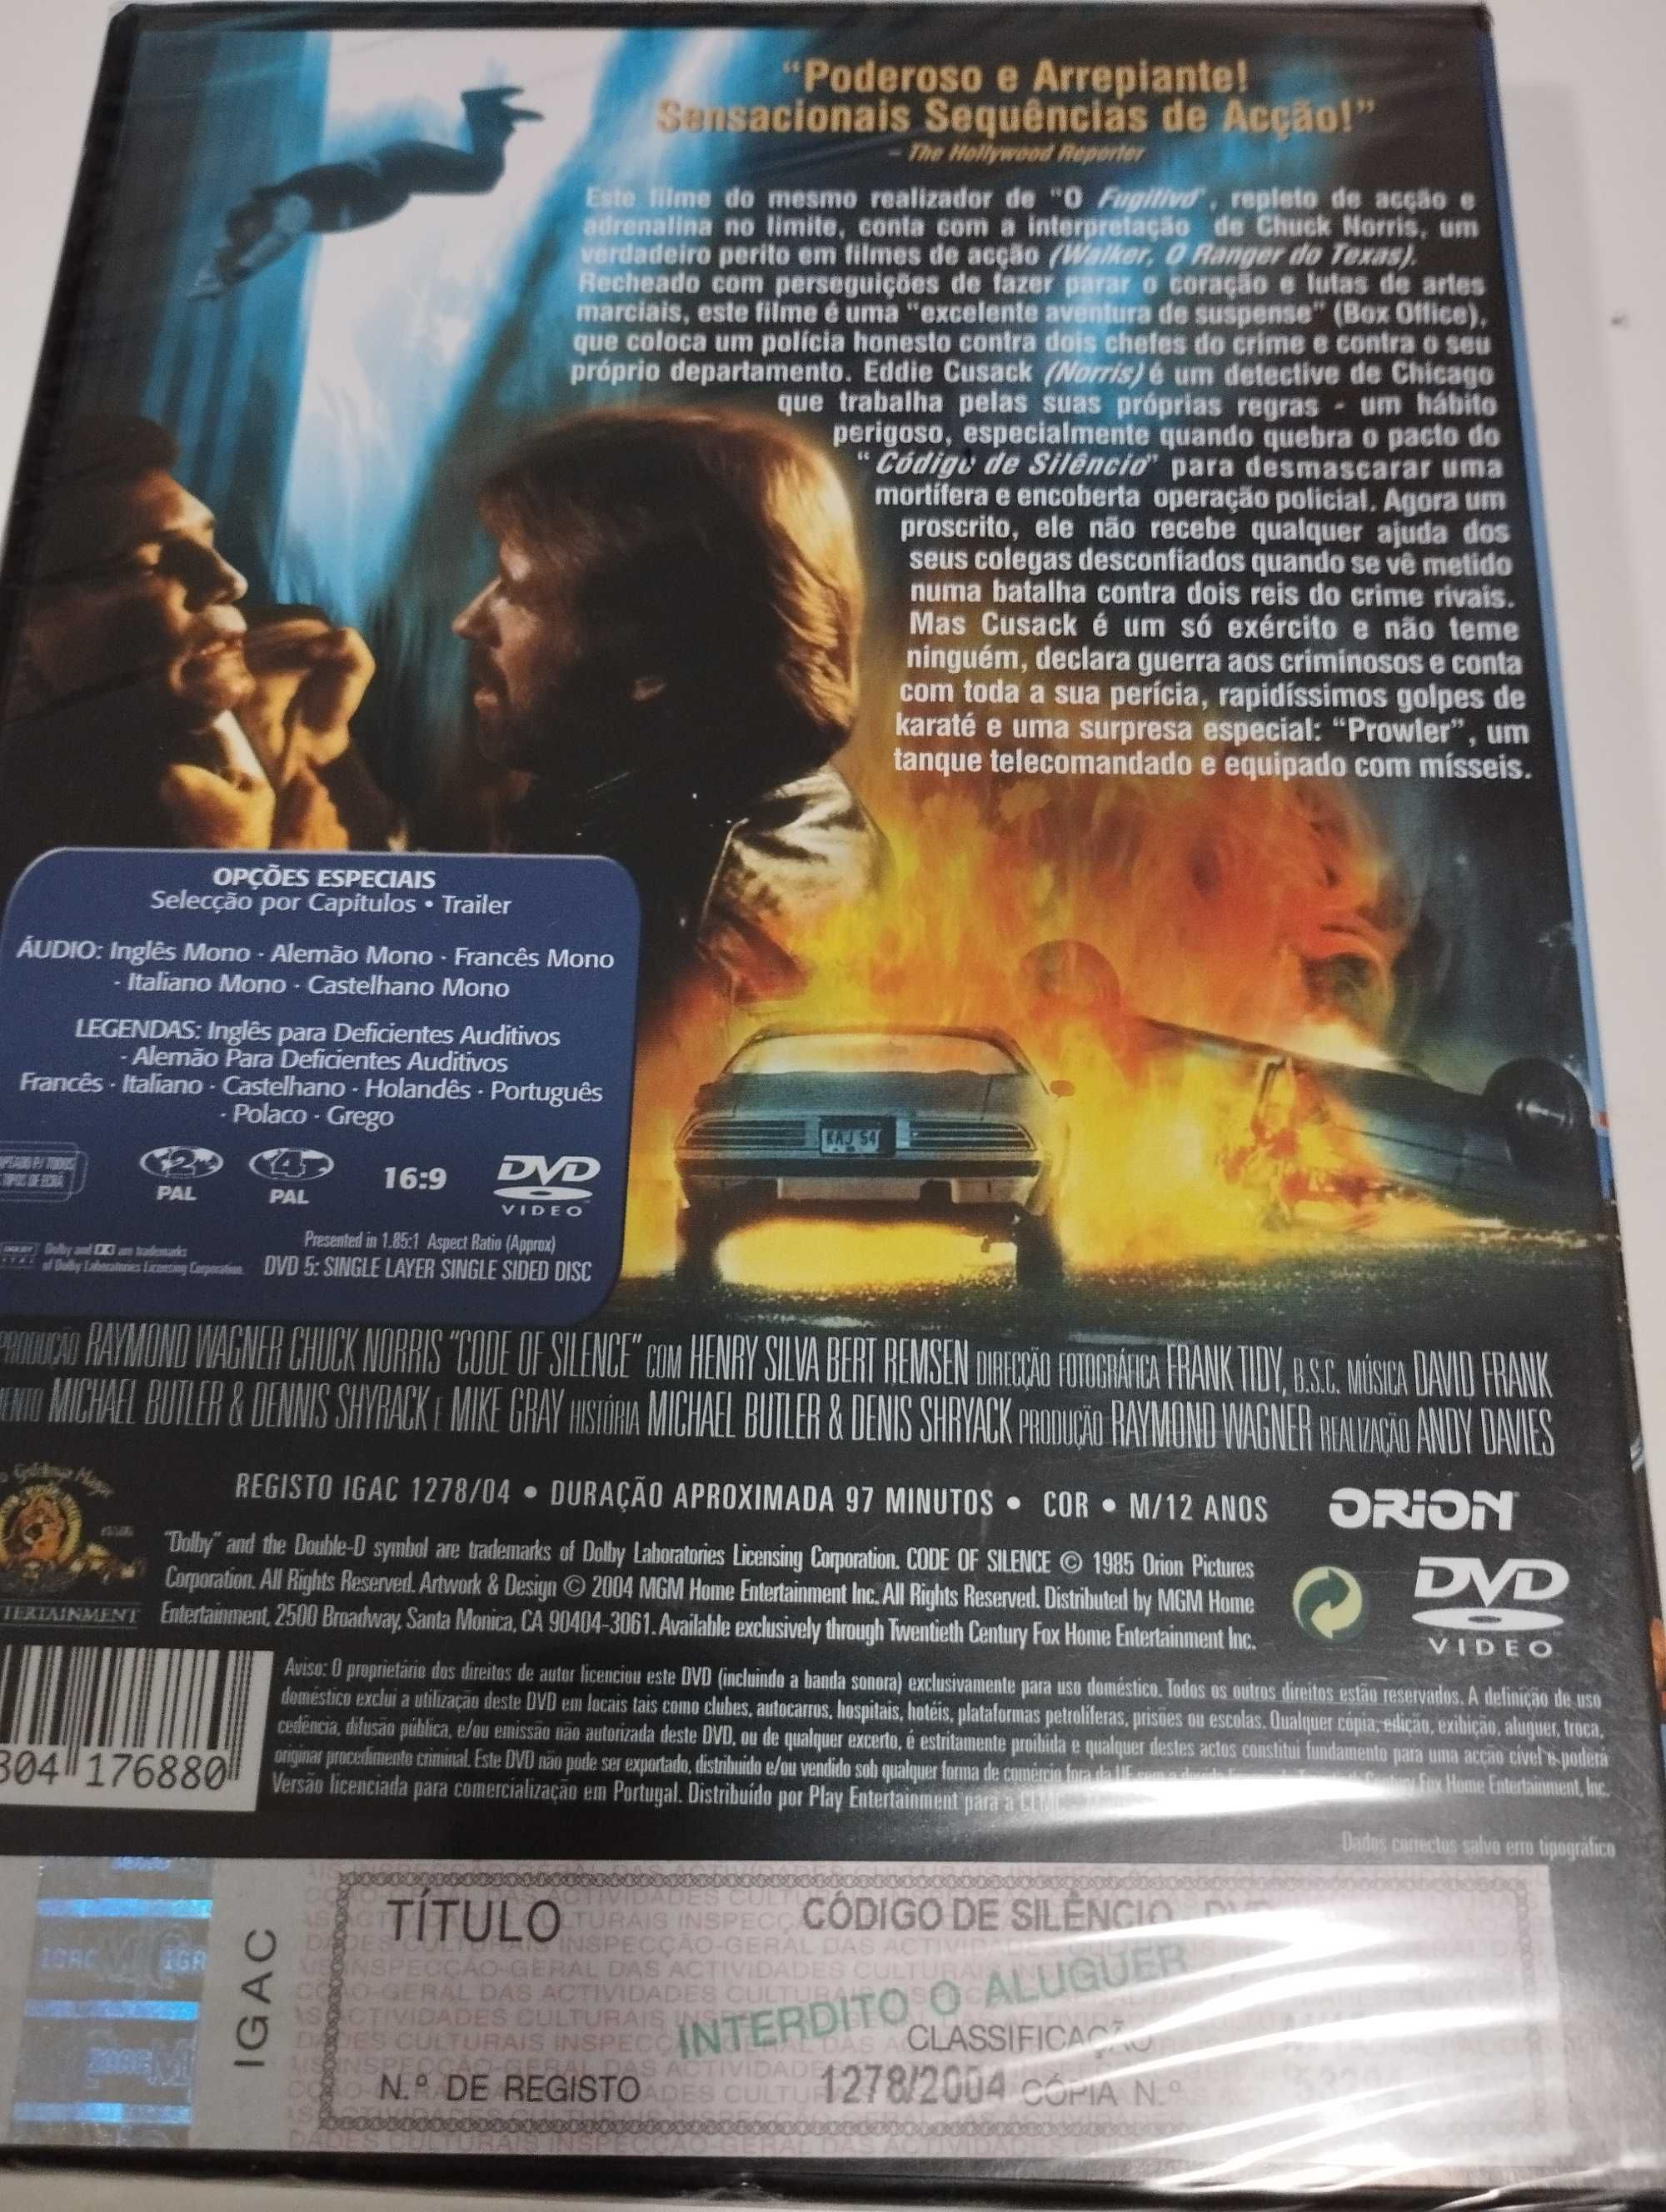 “Poderoso e Arrepiante!
Sensacionais Sequências de Acção!”
– The Hollywood Reporter
Este filme do mesmo realizador de "O Fugitivo", repleto de acção e
adrenalina no limite, conta com a interpretação de Chuck Norris, um
verdadeiro perito em filmes de acção (Walker, O Ranger do Texas).
Recheado com perseguições de fazer parar o coração e lutas de artes
marciais, este filme é uma “excelente aventura de suspense” (Box Office),
que coloca um polícia honesto contra dois chefes do crime e contra o seu
próprio departamento. Eddie Cusack (Norris) é um detective de Chicago
que trabalha pelas suas próprias regras - um hábito
perigoso, especialmente quando quebra o pacto do
“Código de Silêncio” para desmascarar uma
mortífera e encoberta operação policial. Agora um
proscrito, ele não recebe qualquer ajuda dos
seus colegas desconfiados quando se vê metido
numa batalha contra dois reis do crime rivais.
Mas Cusack é um só exército e não teme
ninguém, declara guerra aos criminosos e conta
com toda a sua perícia, rapidíssimos golpes de
karaté e uma surpresa especial: “Prowler”, um
tanque telecomandado e equipado com mísseis.
OPÇÕES ESPECIAIS
Selecção por Capítulos • Trailer
ÁUDIO: Inglês Mono · Alemão Mono · Francês Mono
· Italiano Mono · Castelhano Mono
LEGENDAS: Inglês para Deficientes Auditivos
· Alemão Para Deficientes Auditivos
Francês · Italiano · Castelhano · Holandês · Português
· Polaco · Grego
KAJ 54
P/ TODOS
TIPOS DE ECRÃ
2 PAL
4 PAL
16:9
DVD VIDEO
Presented in 1.85:1 Aspect Ratio (Approx)
Dolby and are trademarks
of Dolby Laboratories Licensing Corporation.
DVD 5: SINGLE LAYER SINGLE SIDED DISC
PRODUÇÃO RAYMOND WAGNER CHUCK NORRIS “CODE OF SILENCE” COM HENRY SILVA BERT REMSEN DIRECÇÃO FOTOGRÁFICA FRANK TIDY, B.S.C. MÚSICA DAVID FRANK
MICHAEL BUTLER & DENNIS SHYRACK E MIKE GRAY HISTÓRIA MICHAEL BUTLER & DENIS SHRYACK PRODUÇÃO RAYMOND WAGNER REALIZAÇÃO ANDY DAVIES
REGISTO IGAC 1278/04 • DURAÇÃO APROXIMADA 97 MINUTOS • COR • M/12 ANOS
ORION
"Dolby" and the Double-D symbol are trademarks of Dolby Laboratories Licensing Corporation. CODE OF SILENCE © 1985 Orion Pictures
Corporation. All Rights Reserved. Artwork & Design © 2004 MGM Home Entertainment Inc. All Rights Reserved. Distributed by MGM Home
Entertainment, 2500 Broadway, Santa Monica, CA 90404-3061. Available exclusively through Twentieth Century Fox Home Entertainment Inc.
TERTAINMENT
DVD VIDEO
Aviso: O proprietário dos direitos de autor licenciou este DVD (incluindo a banda sonora) exclusivamente para uso doméstico. Todos os outros direitos estão reservados. A definição de uso
doméstico exclui a utilização deste DVD em locais tais como clubes, autocarros, hospitais, hotéis, plataformas petrolíferas, prisões ou escolas. Qualquer cópia, edição, exibição, aluguer, troca,
cedência, difusão pública, e/ou emissão não autorizada deste DVD, ou de qualquer excerto, é estritamente proibida e qualquer destes actos constitui fundamento para uma acção cível e poderá
originar procedimento criminal. Este DVD não pode ser exportado, distribuído e/ou vendido sob qualquer forma de comércio fora da UE Fox Home Entertainment, Inc.
Versão licenciada para comercialização em Portugal. Distribuído por Play Entertainment para a
304 176880
Dados correctos salvo erro tipográfico
IGAC
TÍTULO
CÓDIGO DE SILÊNCIO - DVD
INTERDITO O ALUGUER
CLASSIFICAÇÃO
N.º DE REGISTO
1278/2004
CÓPIA N.º